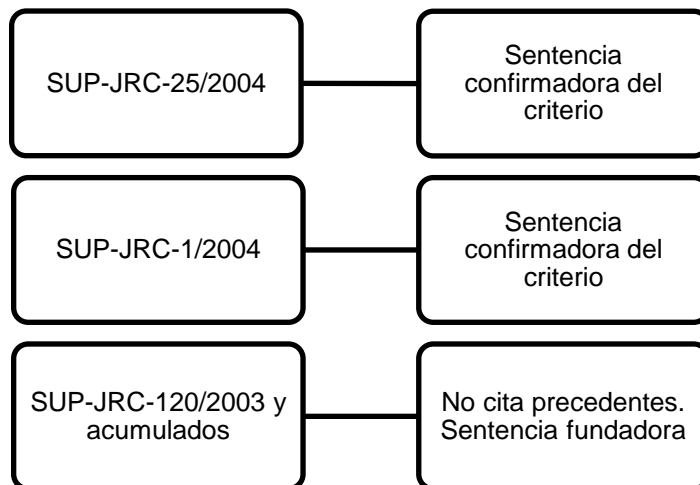 SUP-JRC-25/2004
Sentencia
confirmadora del
criterio
SUP-JRC-1/2004
Sentencia
confirmadora del
criterio
SUP-JRC-120/2003 y
acumulados
No cita precedentes.
Sentencia fundadora